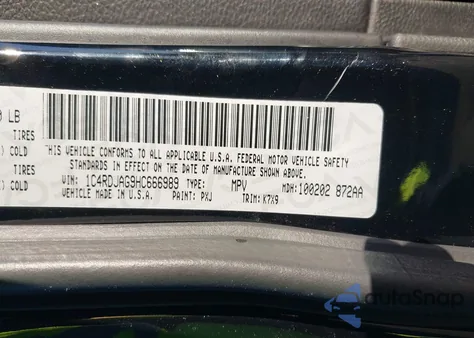 0 LB
TIRES
) COLD
TIRES
) COLD
THIS VEHICLE CONFORMS TO ALL APPLICABLE U.S.A. FEDERAL MOTOR VEHICLE SAFETY
STANDARDS IN EFFECT ON THE DATE OF MANUFACTURE SHOWN ABOVE.
VIN: 1C4RDJAG9HC666989 TYPE: MPV MDH:100202 872AA
MADE IN U.S.A. PAINT: PXJ TRIM: K7X9
autoSnap